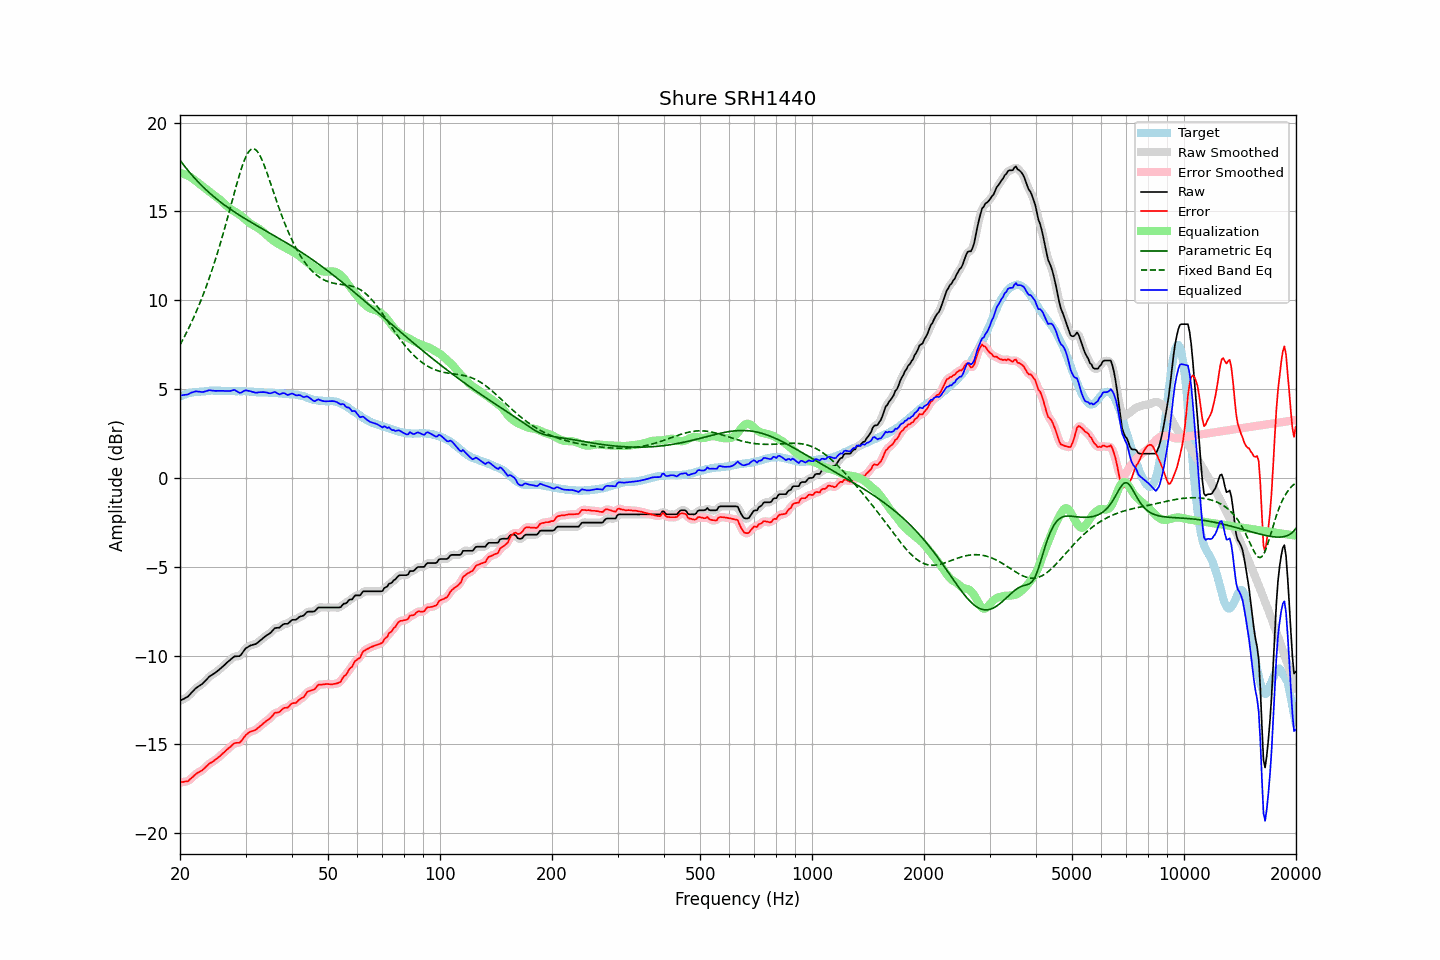 Shure SRH1440
Amplitude (dBr)
20
15
10
5
0
−5
−10
−15
−20
Target
Raw Smoothed
Error Smoothed
Raw
Error
Equalization
Parametric Eq
Fixed Band Eq
Equalized
20 50 100 200 500 1000 2000 5000 10000 20000
Frequency (Hz)